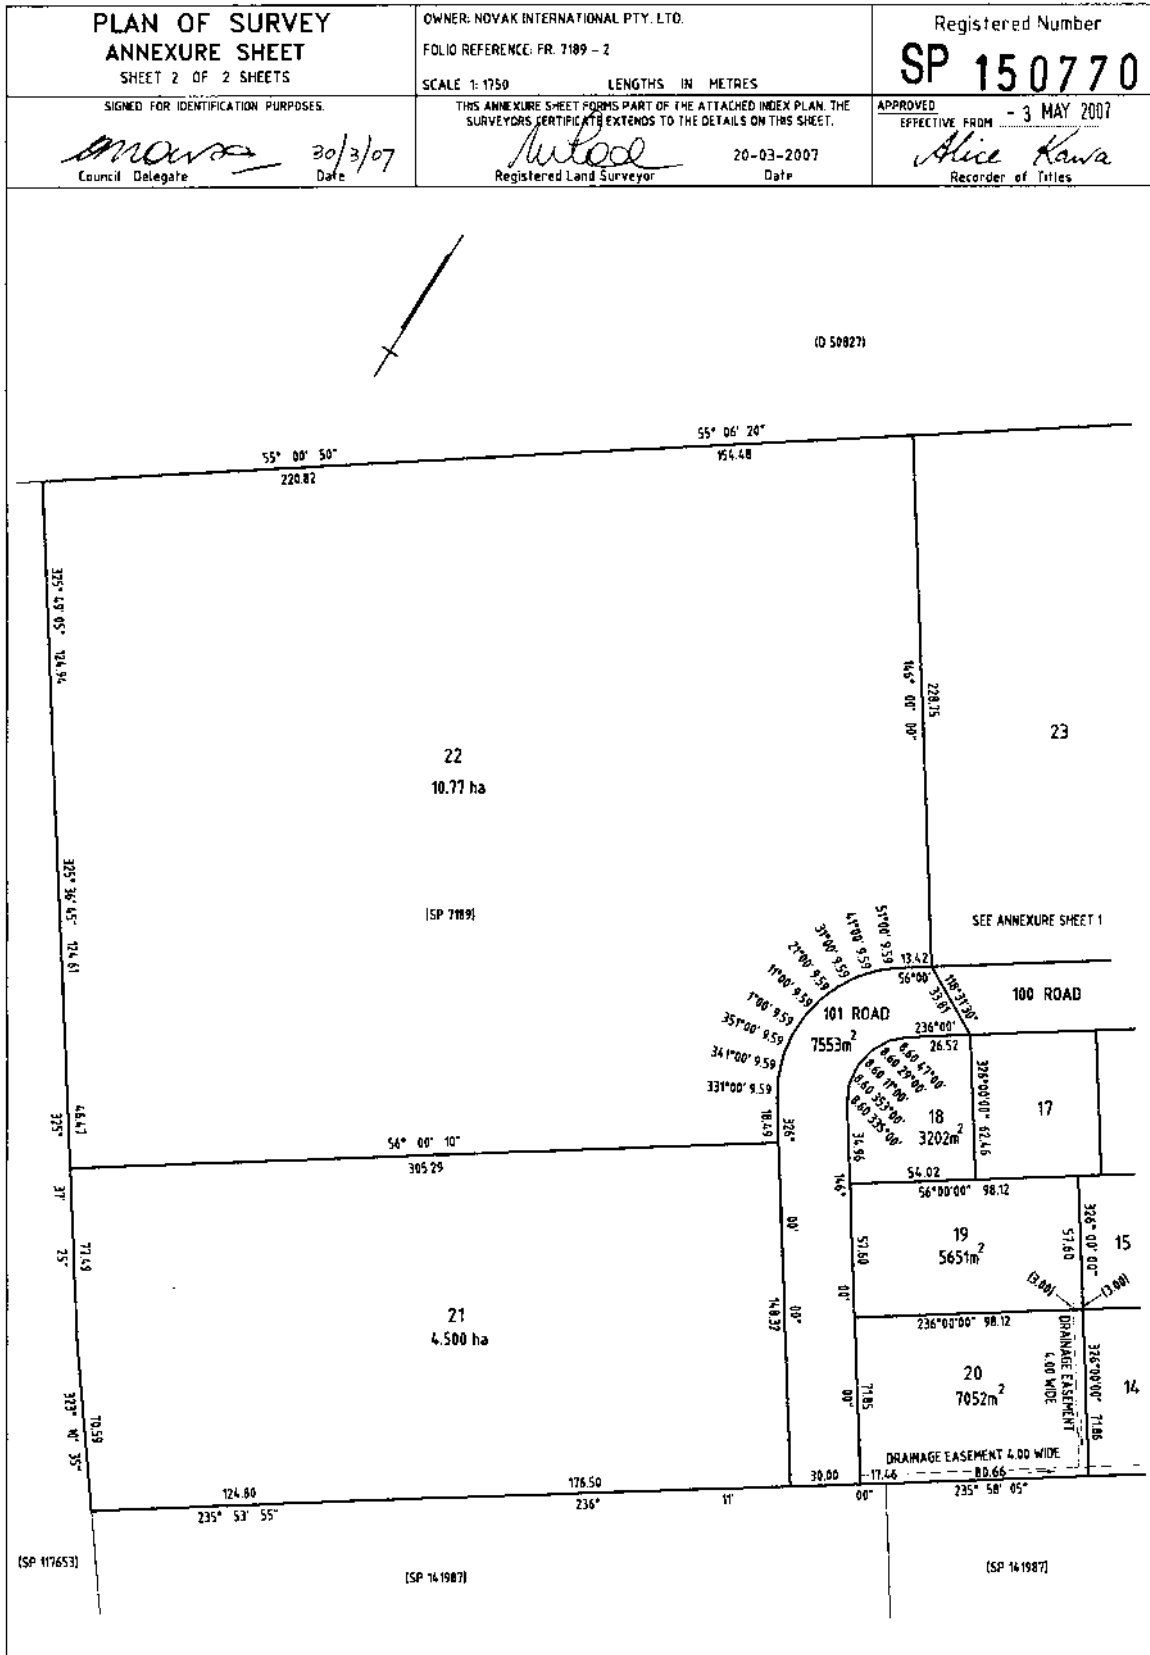 PLAN OF SURVEY
ANNEXURE SHEET
SHEET 2 OF 2 SHEETS
OWNER: NOVAK INTERNATIONAL PTY. LTD.
FOLIO REFERENCE: FR. 7189 - 2
SCALE 1: 1750 LENGTHS IN METRES
Registered Number
SP 150770
SIGNED FOR IDENTIFICATION PURPOSES.
30/3/07
Council Delegate Date
THIS ANNEXURE SHEET FORMS PART OF THE ATTACHED INDEX PLAN. THE
SURVEYORS CERTIFICATE EXTENDS TO THE DETAILS ON THIS SHEET.
20-03-2007
Registered Land Surveyor Date
APPROVED
EFFECTIVE FROM - 3 MAY 2007
Alice Kawa
Recorder of Titles
(D 50827)
55° 06' 20"
154.48
55° 00' 50"
220.82
325° 49' 05" 124.94
146° 00' 00"
228.75
23
22
10.77 ha
325° 36' 45" 124.61
(SP 7189)
SEE ANNEXURE SHEET 1
51°00' 9.59
41°00' 9.59
31°00' 9.59
21°00' 9.59
11°00' 9.59
1°00' 9.59
351°00' 9.59
341°00' 9.59
331°00' 9.59
13.42
56°00'
118°31'30"
33.81
100 ROAD
101 ROAD
7553m2
236°00'
26.52
8.60 47°00'
8.60 29°00'
8.60 11°00'
8.60 353°00'
8.60 335°00'
326°00'00" 62.46
17
18
3202m2
46.47
325°
37'
25"
77.49
56° 00' 10"
305.29
18.49
326°
00'
00"
148.37
34.96
146°
00'
00"
54.02
56°00'00" 98.12
57.60
19
5651m2
326° 00' 00"
57.60
15
(3.00)
(3.00)
236°00'00" 98.12
21
4.500 ha
20
7052m2
71.85
DRAINAGE EASEMENT
4.00 WIDE
326°00'00" 71.86
14
323° 10' 35"
70.59
DRAINAGE EASEMENT 4.00 WIDE
124.80
235° 53' 55"
176.50
236° 11' 00"
30.00
17.46
80.66
235° 58' 05"
(SP 117653)
(SP 141987)
(SP 141987)